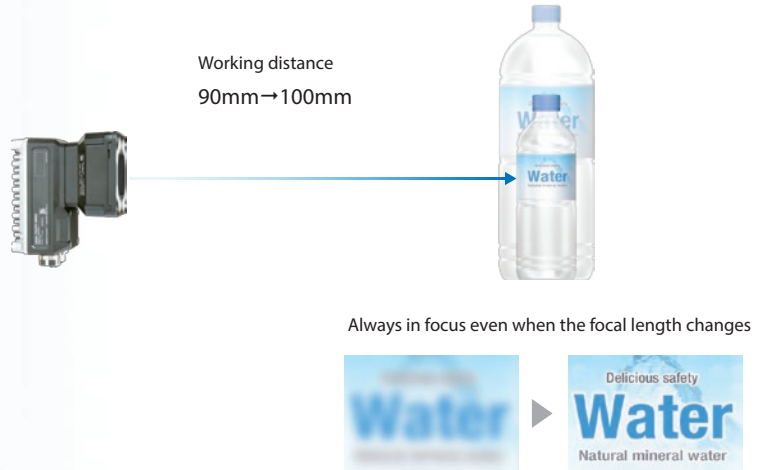 Working distance
90mm→100mm
Water
Water
Always in focus even when the focal length changes
Water
Delicious safety
Water
Natural mineral water